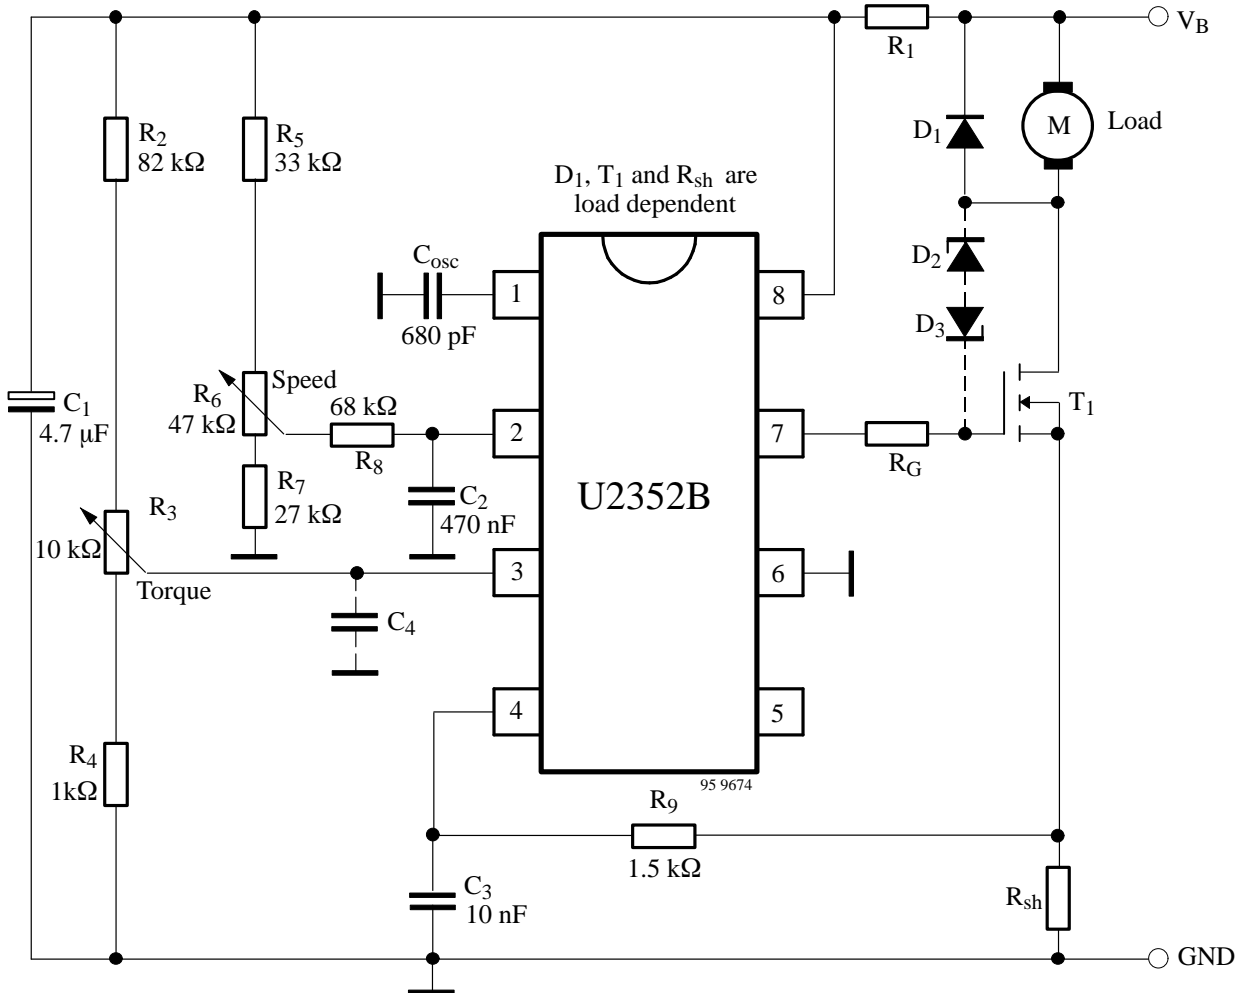 V_B
R_1
R_2
82 kΩ
R_5
33 kΩ
D_1
M
Load
D_1, T_1 and R_sh are
load dependent
C_osc
680 pF
1
8
D_2
D_3
Speed
R_6
47 kΩ
68 kΩ
R_8
C_1
4.7 µF
2
7
R_G
T_1
R_7
27 kΩ
C_2
470 nF
U2352B
R_3
10 kΩ
Torque
3
6
C_4
4
5
95 9674
R_4
1kΩ
R_9
1.5 kΩ
C_3
10 nF
R_sh
GND